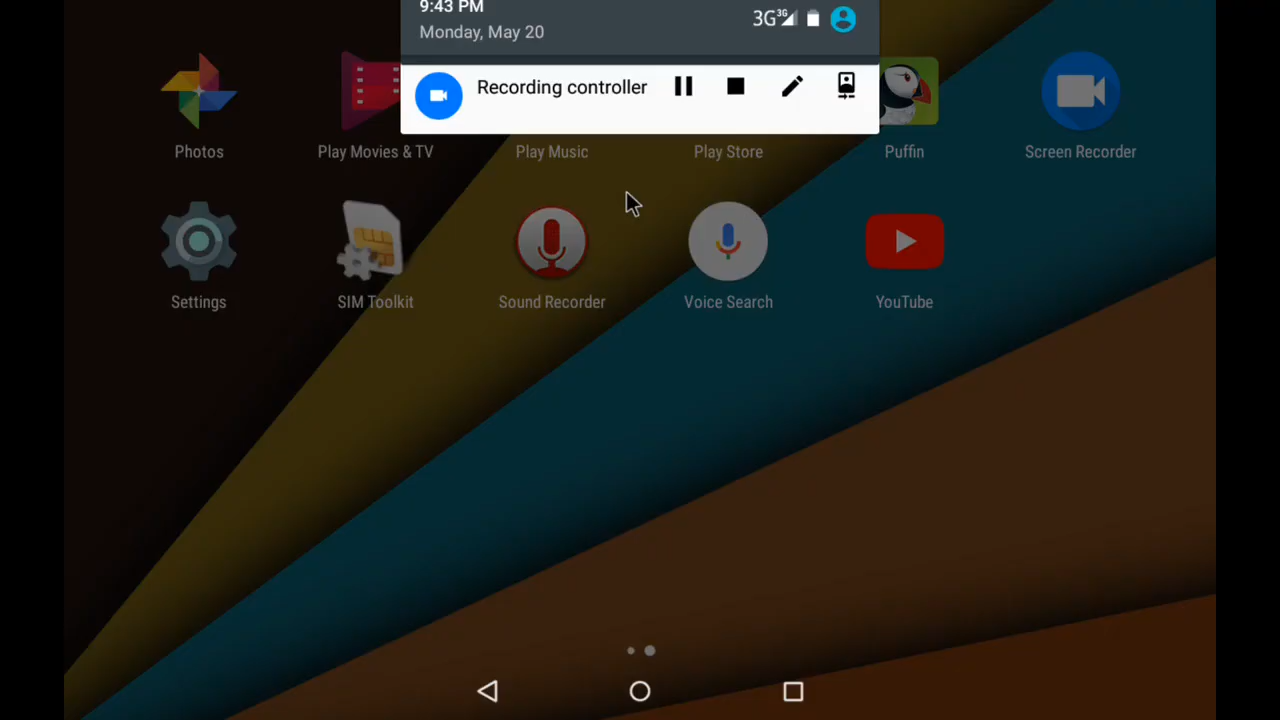 9:43 PM
3G 3G
Monday, May 20
Recording controller
Photos
Play Movies & TV
Play Music
Play Store
Puffin
Screen Recorder
Settings
SIM Toolkit
Sound Recorder
Voice Search
YouTube